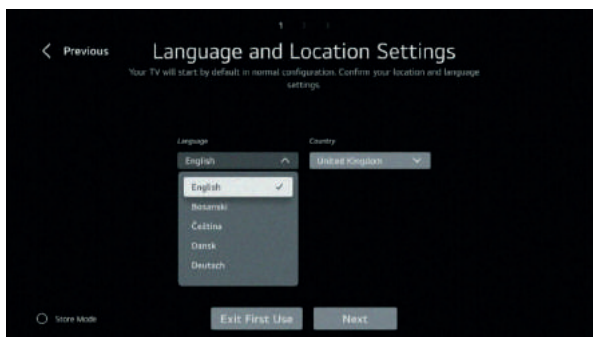 1
Previous
Language and Location Settings
Your TV will start by default in normal configuration. Confirm your location and language
settings.
Language
Country
English
United Kingdom
English
Bosanski
Čeština
Dansk
Deutsch
Store Mode
Exit First Use
Next